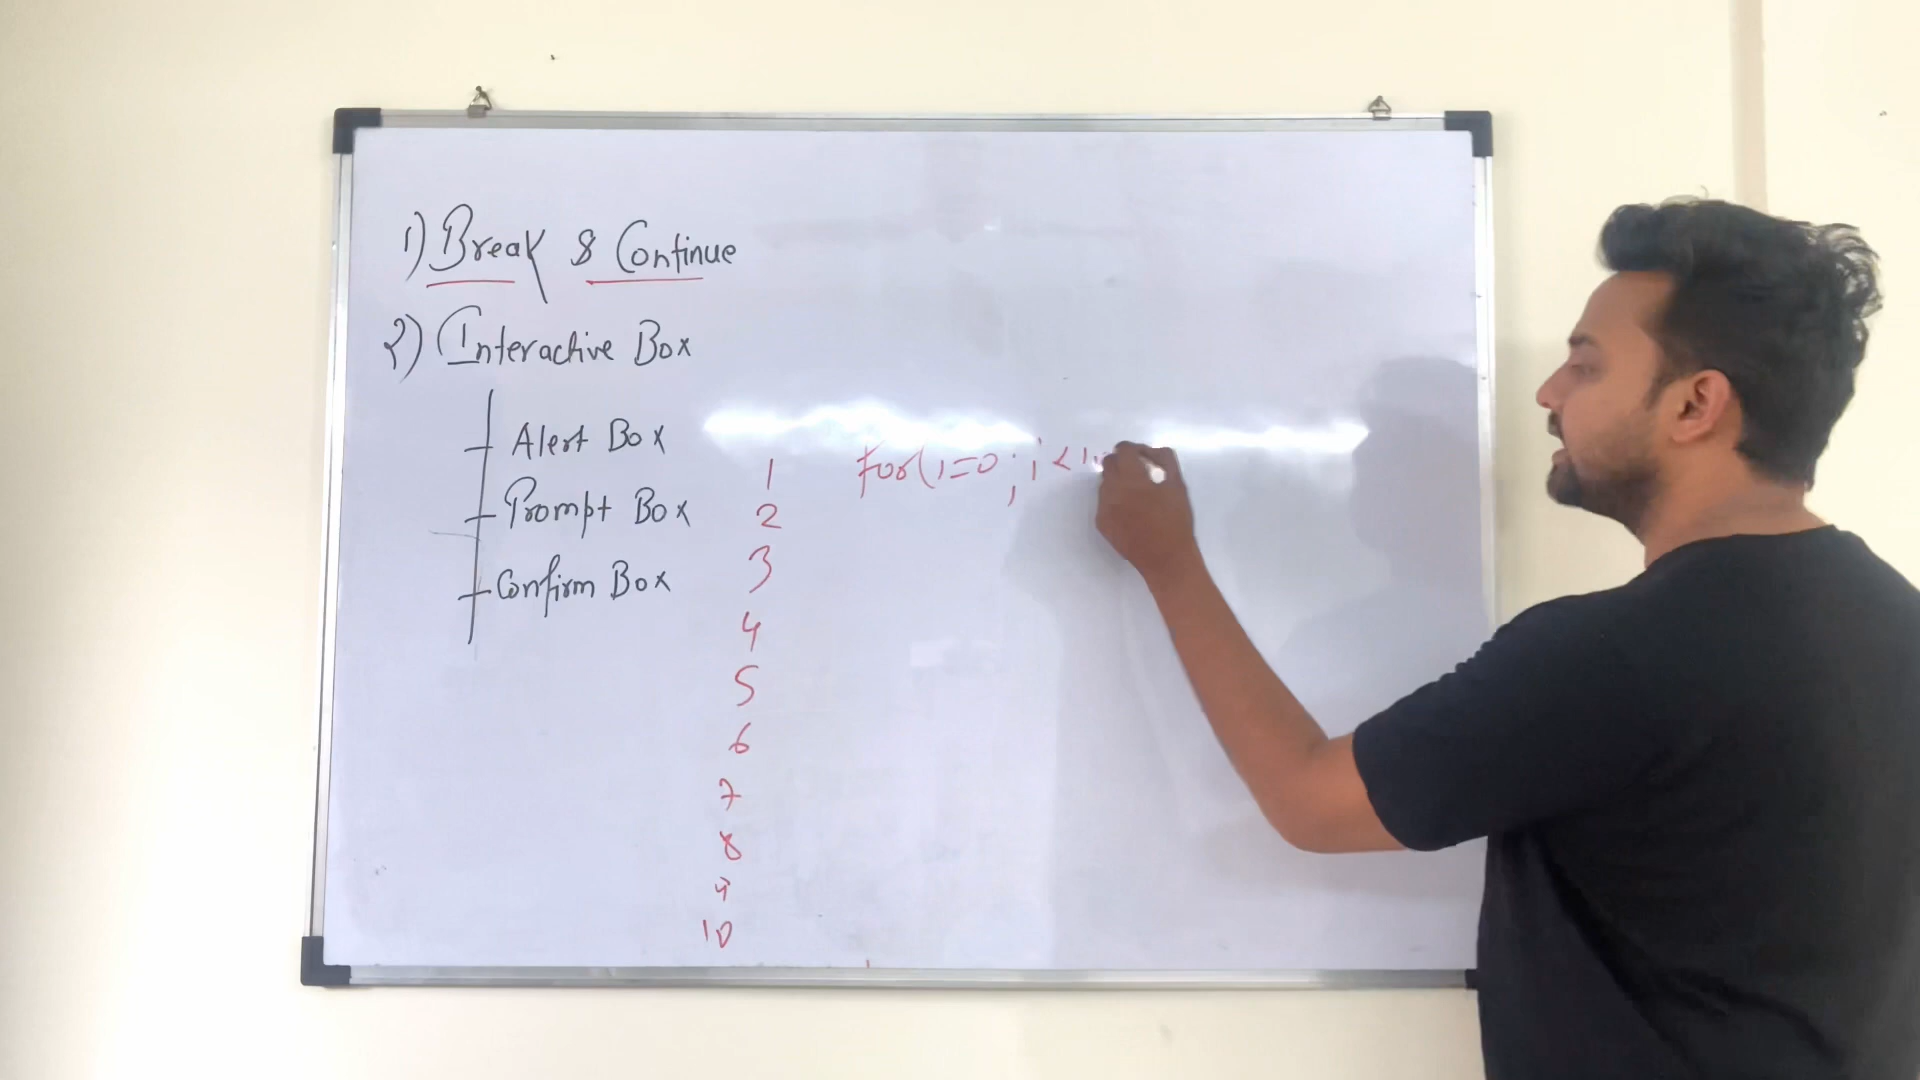 1) Break & Continue
2) Interactive Box
Alert Box
Prompt Box
Confirm Box
1
2
3
4
5
6
7
8
9
10
for(i=0; i<1